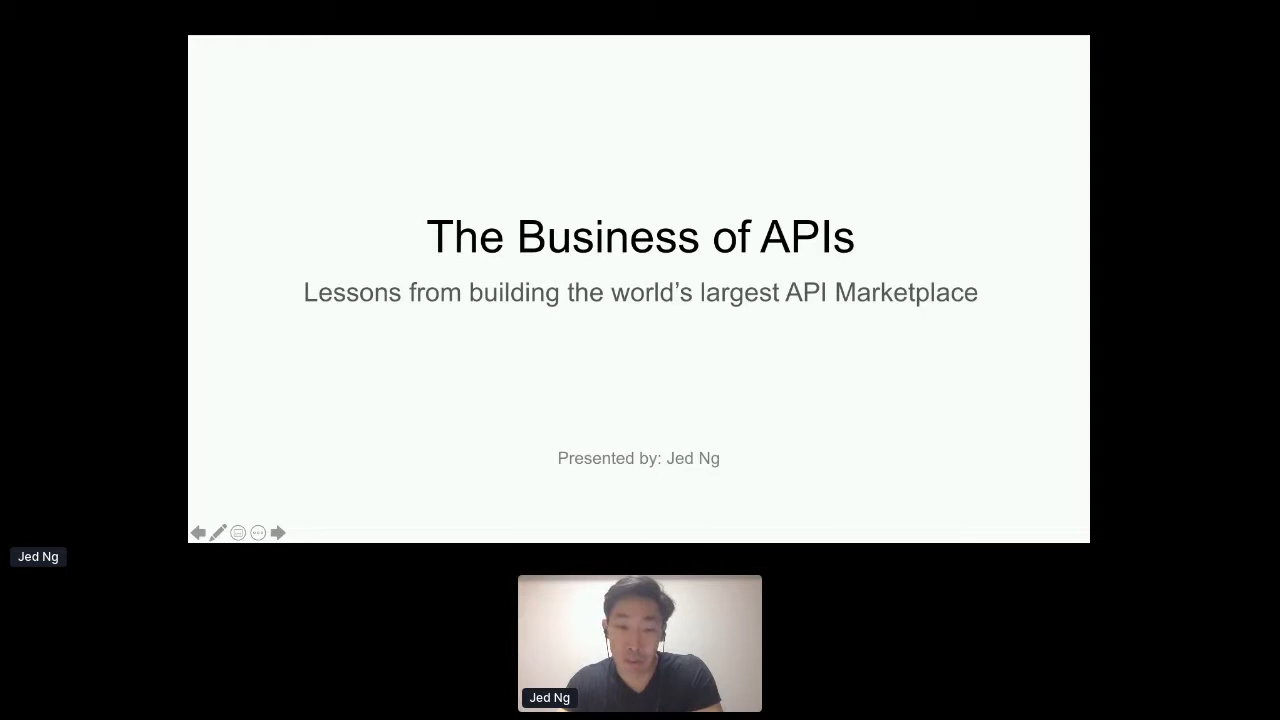 The Business of APIs
Lessons from building the world’s largest API Marketplace
Presented by: Jed Ng
Jed Ng
Jed Ng